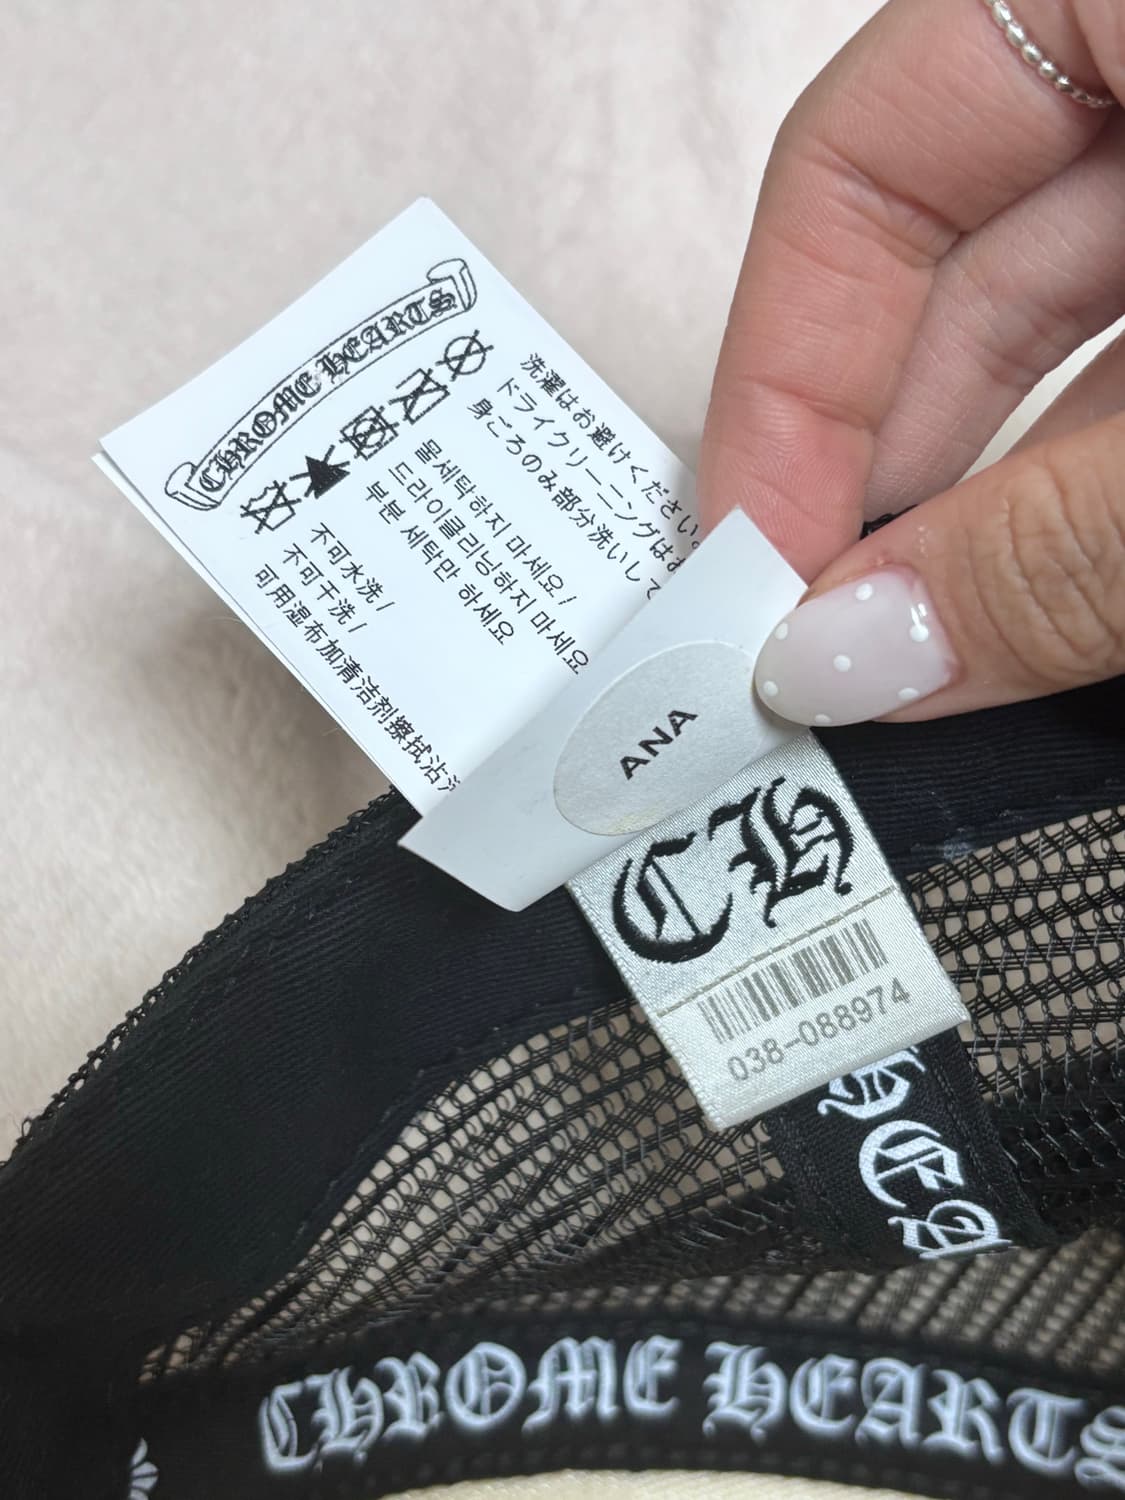 CHROME HEARTS
洗濯はお避けください。
ドライクリーニングはお
身ごろのみ部分洗いして
물세탁하지 마세요!
드라이클리닝하지 마세요
부분 세탁만 하세요
不可水洗/
不可干洗/
可用湿布加清洁剂擦拭沾污
ANA
CH
038-088974
CHROME HEARTS